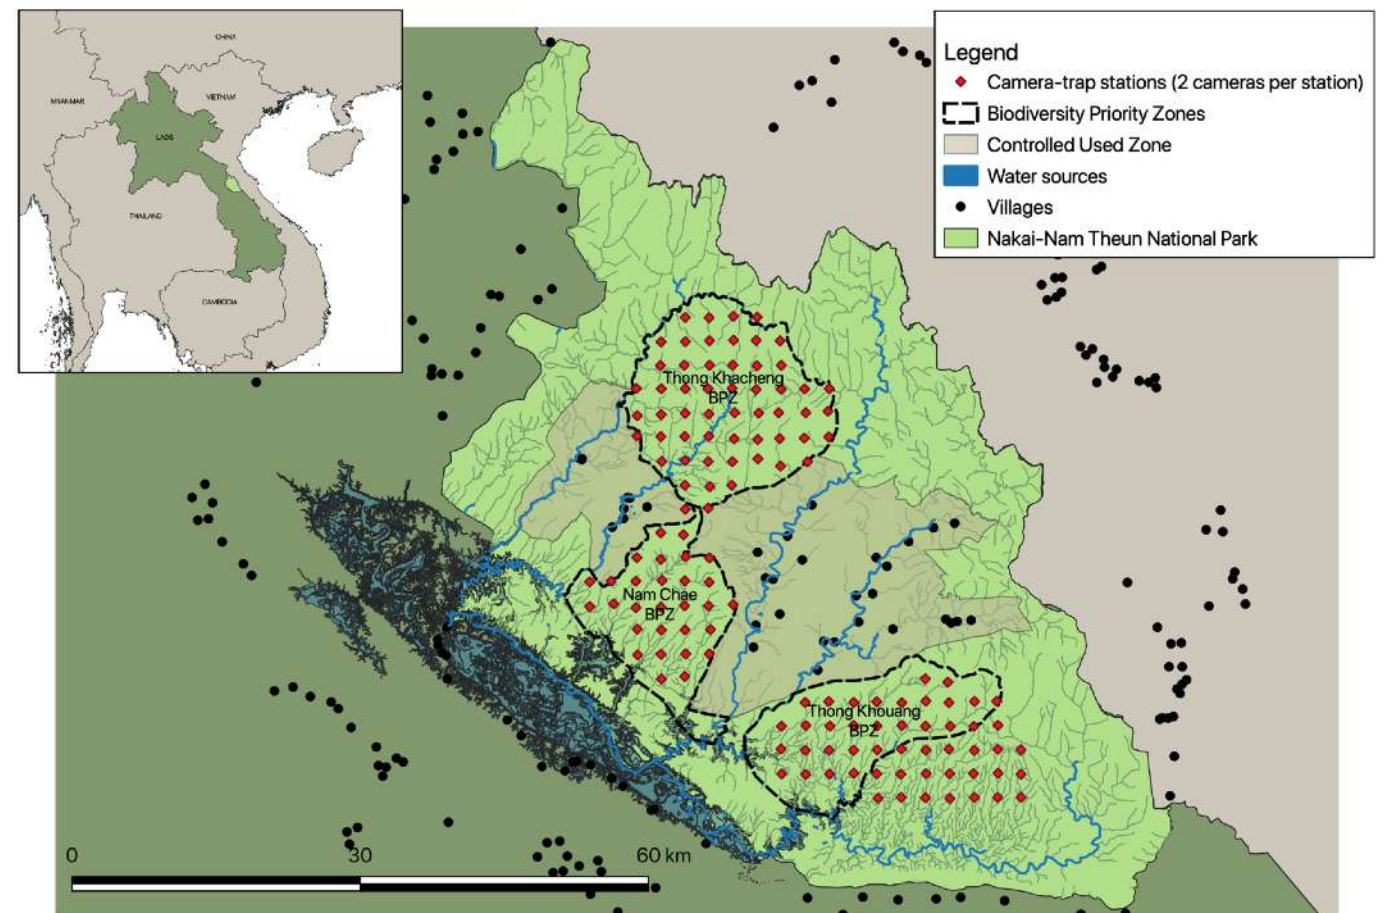 CHINA
MYANMAR
VIETNAM
LAOS
THAILAND
CAMBODIA
Legend
Camera-trap stations (2 cameras per station)
Biodiversity Priority Zones
Controlled Used Zone
Water sources
Villages
Nakai-Nam Theun National Park
Thong Khacheng
BPZ
Nam Chae
BPZ
Thong Khouang
BPZ
0 30 60 km